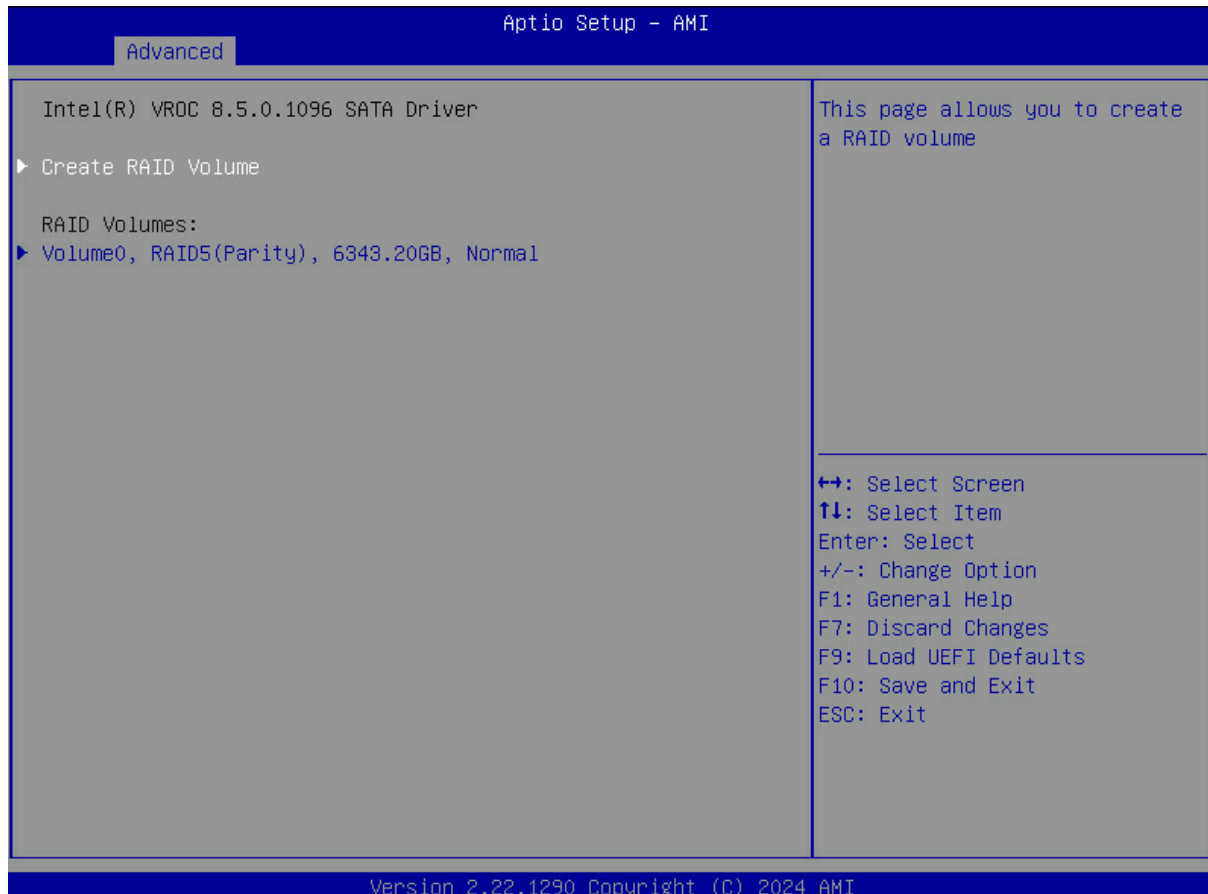 Aptio Setup – AMI
Advanced
Intel(R) VROC 8.5.0.1096 SATA Driver
Create RAID Volume
RAID Volumes:
Volume0, RAID5(Parity), 6343.20GB, Normal
This page allows you to create
a RAID volume
↔: Select Screen
↑↓: Select Item
Enter: Select
+/-: Change Option
F1: General Help
F7: Discard Changes
F9: Load UEFI Defaults
F10: Save and Exit
ESC: Exit
Version 2.22.1290 Copyright (C) 2024 AMI